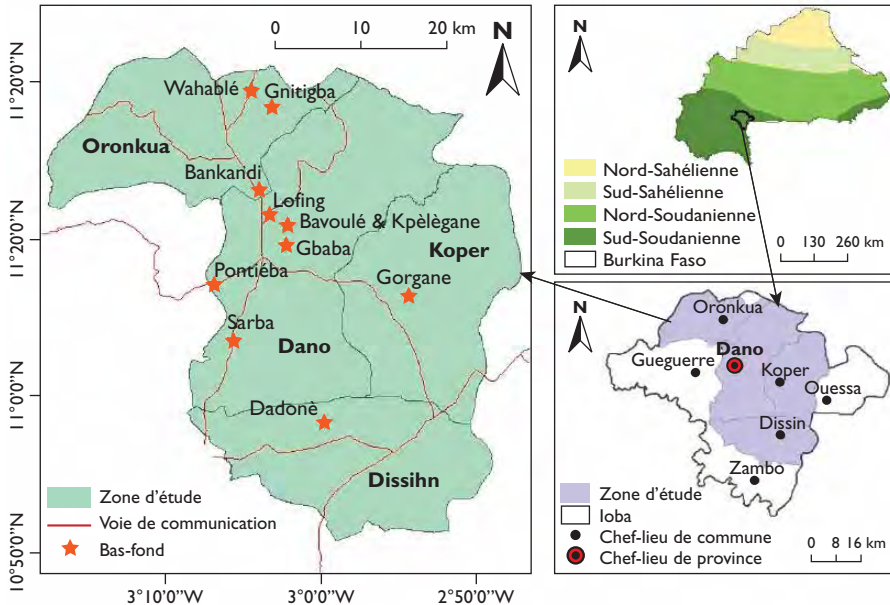 0 10 20 km
N
11°20'0"N
11°20'0"N
11°0'0"N
10°50'0"N
Wahablé
Gnitigba
Oronkua
Bankandi
Lofing
Bavoulé & Kpèlègane
Gbaba
Koper
Pontiéba
Gorgane
Sarba
Dano
Dadonè
Dissihn
Zone d'étude
Voie de communication
Bas-fond
3°10'0"W
3°0'0"W
2°50'0"W
N
Nord-Sahélienne
Sud-Sahélienne
Nord-Soudanienne
Sud-Soudanienne
Burkina Faso
0 130 260 km
N
Oronkua
Dano
Gueguerre
Koper
Ouessa
Dissin
Zambo
Zone d'étude
Ioba
Chef-lieu de commune
Chef-lieu de province
0 8 16 km